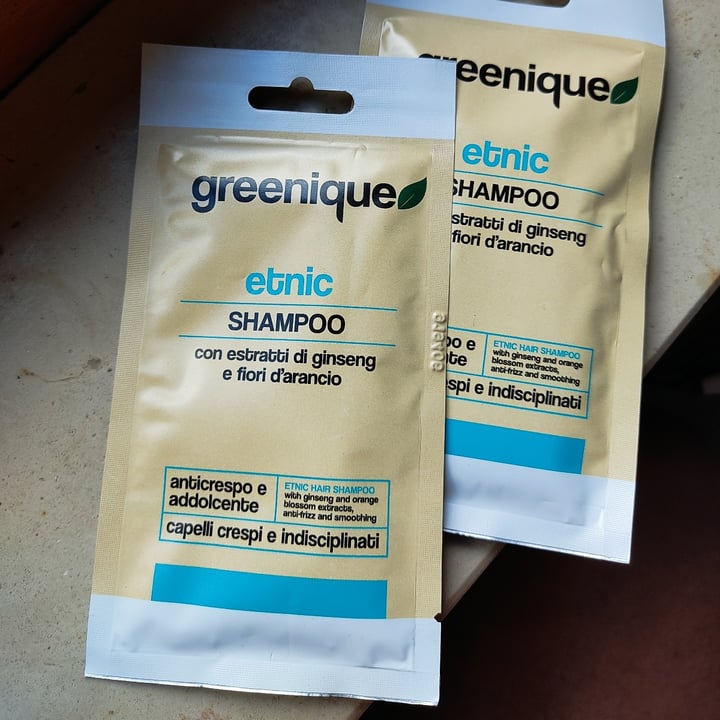 greenique
etnic
SHAMPOO
con estratti di ginseng
e fiori d'arancio
anticrespo e
addolcente
ETNIC HAIR SHAMPOO
with ginseng and orange
blossom extracts,
anti-frizz and smoothing
capelli crespi e indisciplinati
greenique
etnic
SHAMPOO
estratti di ginseng
fiori d'arancio
e
ETNIC HAIR SHAMPOO
with ginseng and orange
blossom extracts,
anti-frizz and smoothing
e indisciplinati